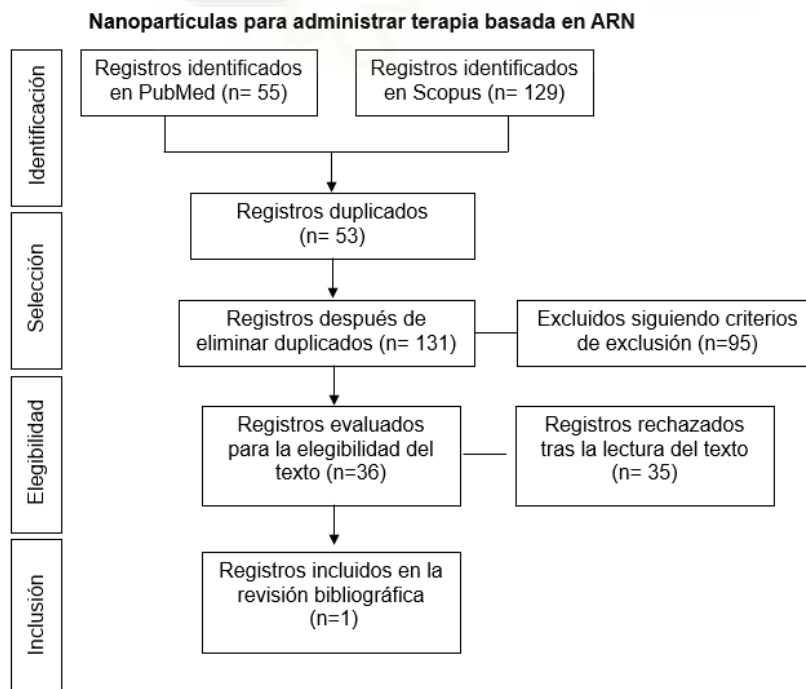 Nanopartículas para administrar terapia basada en ARN
Identificación
Registros identificados
en PubMed (n= 55)
Registros identificados
en Scopus (n= 129)
Selección
Registros duplicados
(n= 53)
Registros después de
eliminar duplicados (n= 131)
Excluidos siguiendo criterios
de exclusión (n=95)
Elegibilidad
Registros evaluados
para la elegibilidad del
texto (n=36)
Registros rechazados
tras la lectura del texto
(n= 35)
Inclusión
Registros incluidos en la
revisión bibliográfica
(n=1)